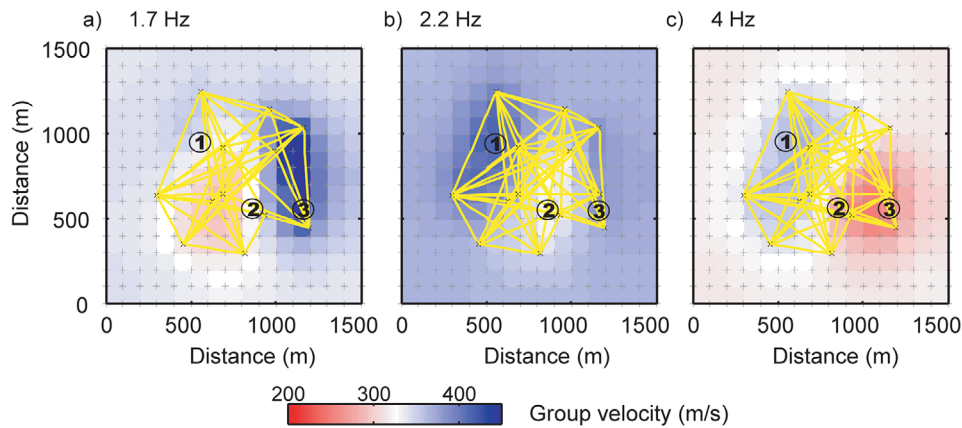 a) 1.7 Hz b) 2.2 Hz c) 4 Hz
1500
1000
500
0
Distance (m)
1 2 3
1 2 3
1 2 3
0 500 1000 1500 0 500 1000 1500 0 500 1000 1500
Distance (m) Distance (m) Distance (m)
200 300 400
Group velocity (m/s)